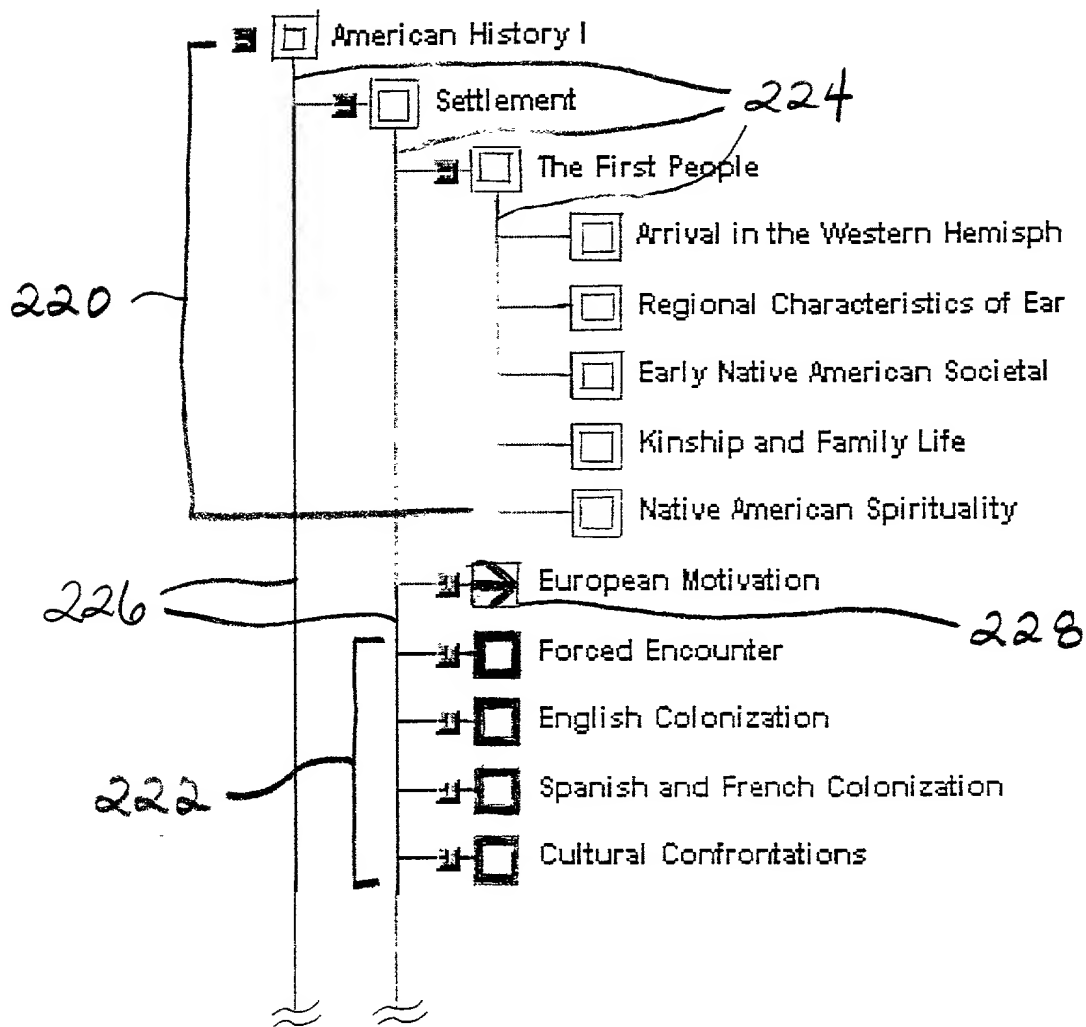 American History I
Settlement
224
The First People
Arrival in the Western Hemisph
220
Regional Characteristics of Ear
Early Native American Societal
Kinship and Family Life
Native American Spirituality
European Motivation
226
228
Forced Encounter
English Colonization
222
Spanish and French Colonization
Cultural Confrontations